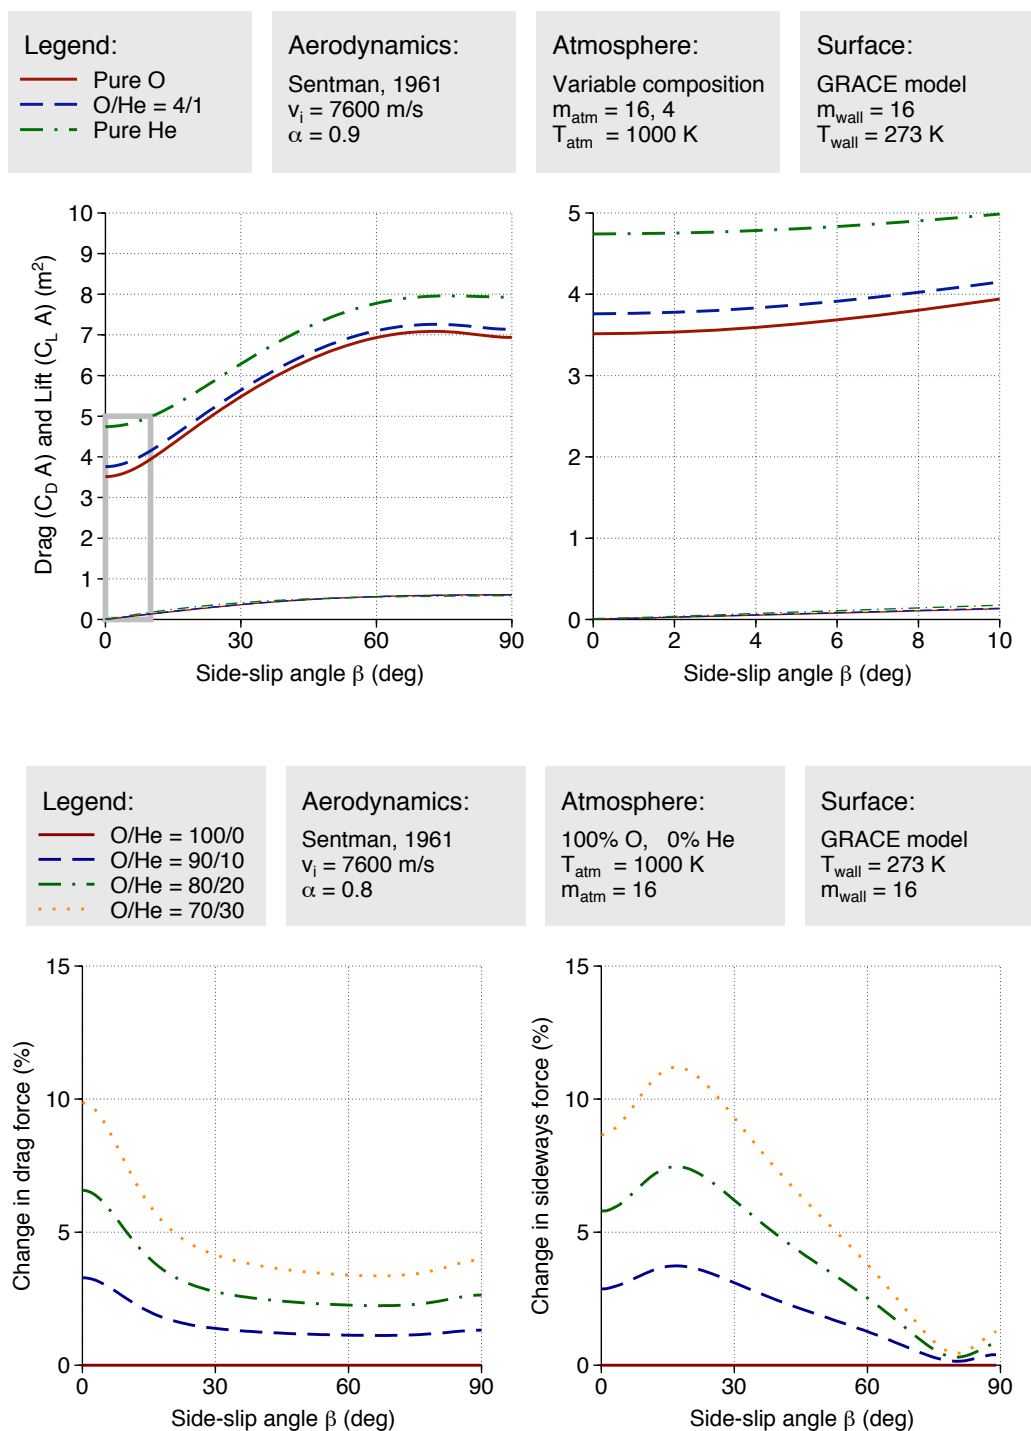 Legend:
Pure O
O/He = 4/1
Pure He
Aerodynamics:
Sentman, 1961
vi = 7600 m/s
α = 0.9
Atmosphere:
Variable composition
matm = 16, 4
Tatm = 1000 K
Surface:
GRACE model
mwall = 16
Twall = 273 K
Drag (CD A) and Lift (CL A) (m2)
10
9
8
7
6
5
4
3
2
1
0
0 30 60 90
Side-slip angle β (deg)
5
4
3
2
1
0
0 2 4 6 8 10
Side-slip angle β (deg)
Legend:
O/He = 100/0
O/He = 90/10
O/He = 80/20
O/He = 70/30
Aerodynamics:
Sentman, 1961
vi = 7600 m/s
α = 0.8
Atmosphere:
100% O, 0% He
Tatm = 1000 K
matm = 16
Surface:
GRACE model
Twall = 273 K
mwall = 16
Change in drag force (%)
15
10
5
0
0 30 60 90
Side-slip angle β (deg)
Change in sideways force (%)
15
10
5
0
0 30 60 90
Side-slip angle β (deg)